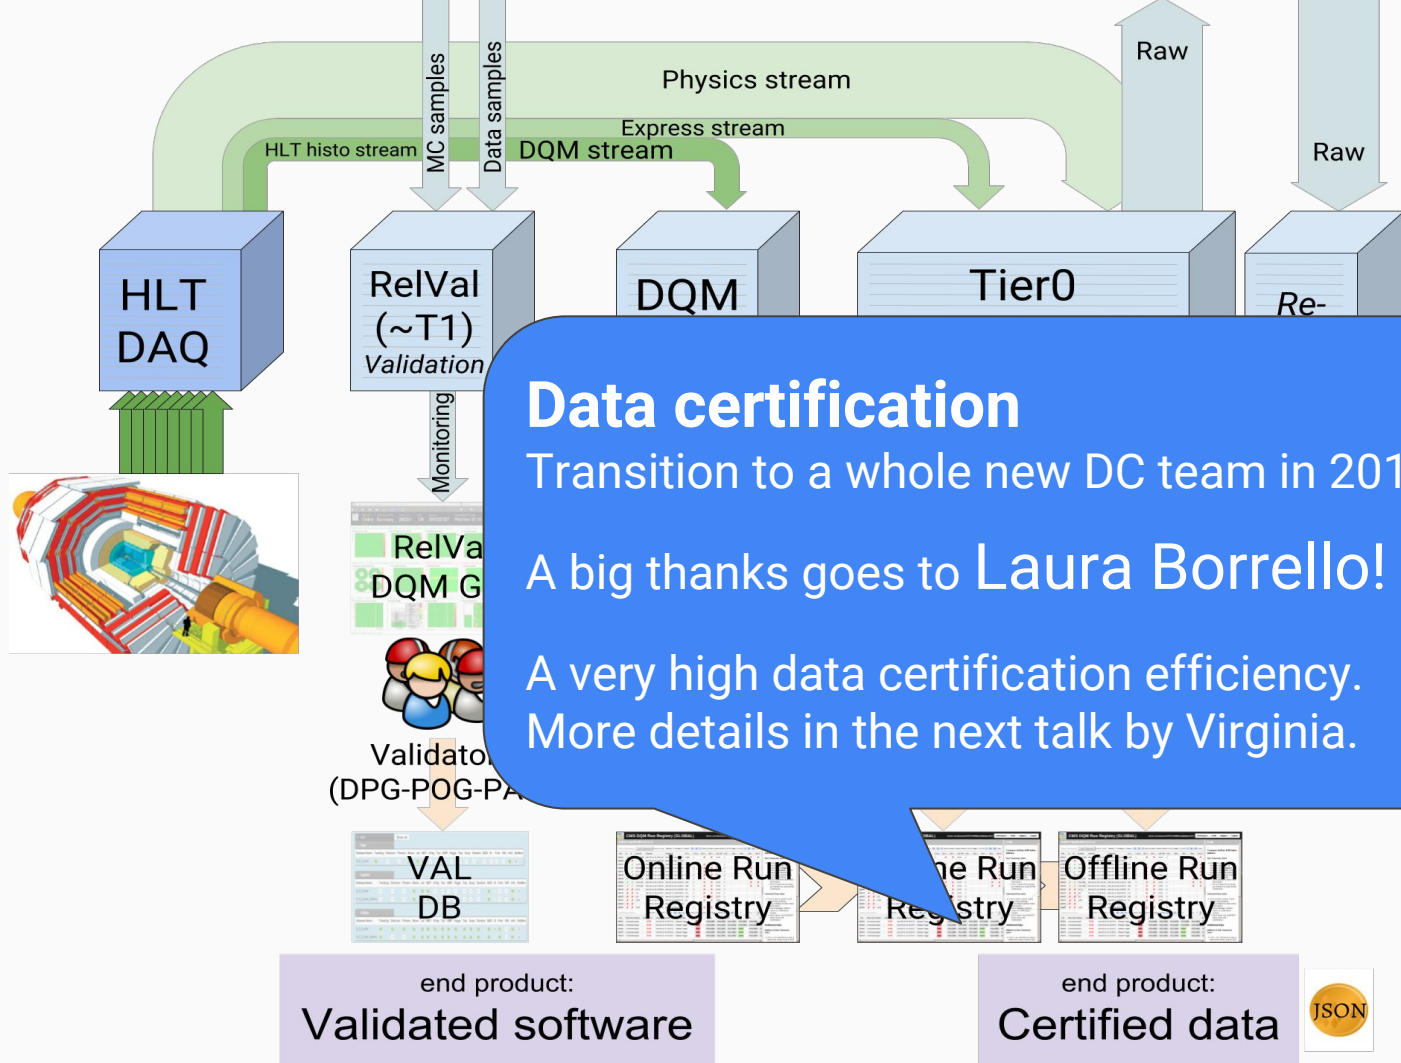 Raw
Physics stream
MC samples
Data samples
Express stream
HLT histo stream
DQM stream
Raw
HLT
DAQ
RelVal
(~T1)
Validation
DQM
Tier0
Re-
Monitoring
Data certification
Transition to a whole new DC team in 201
A big thanks goes to Laura Borrello!
A very high data certification efficiency.
More details in the next talk by Virginia.
RelVa
DQM G
Validato
(DPG-POG-PA
VAL
DB
Online Run
Registry
ne Run
Registry
Offline Run
Registry
end product:
Validated software
end product:
Certified data
JSON